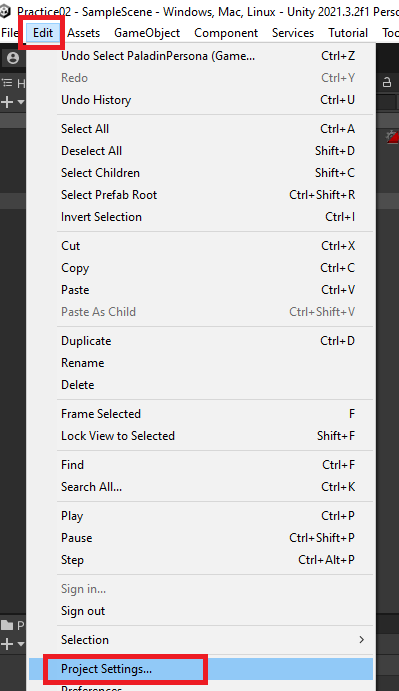 Practice02 - SampleScene - Windows, Mac, Linux - Unity 2021.3.2f1 Perso
File Edit Assets GameObject Component Services Tutorial Too
H
Undo Select PaladinPersona (Game... Ctrl+Z
Redo Ctrl+Y
Undo History Ctrl+U
Select All Ctrl+A
Deselect All Shift+D
Select Children Shift+C
Select Prefab Root Ctrl+Shift+R
Invert Selection Ctrl+I
Cut Ctrl+X
Copy Ctrl+C
Paste Ctrl+V
Paste As Child Ctrl+Shift+V
Duplicate Ctrl+D
Rename
Delete
Frame Selected F
Lock View to Selected Shift+F
Find Ctrl+F
Search All... Ctrl+K
Play Ctrl+P
Pause Ctrl+Shift+P
Step Ctrl+Alt+P
Sign in...
Sign out
P
Selection
Project Settings...
Preferences